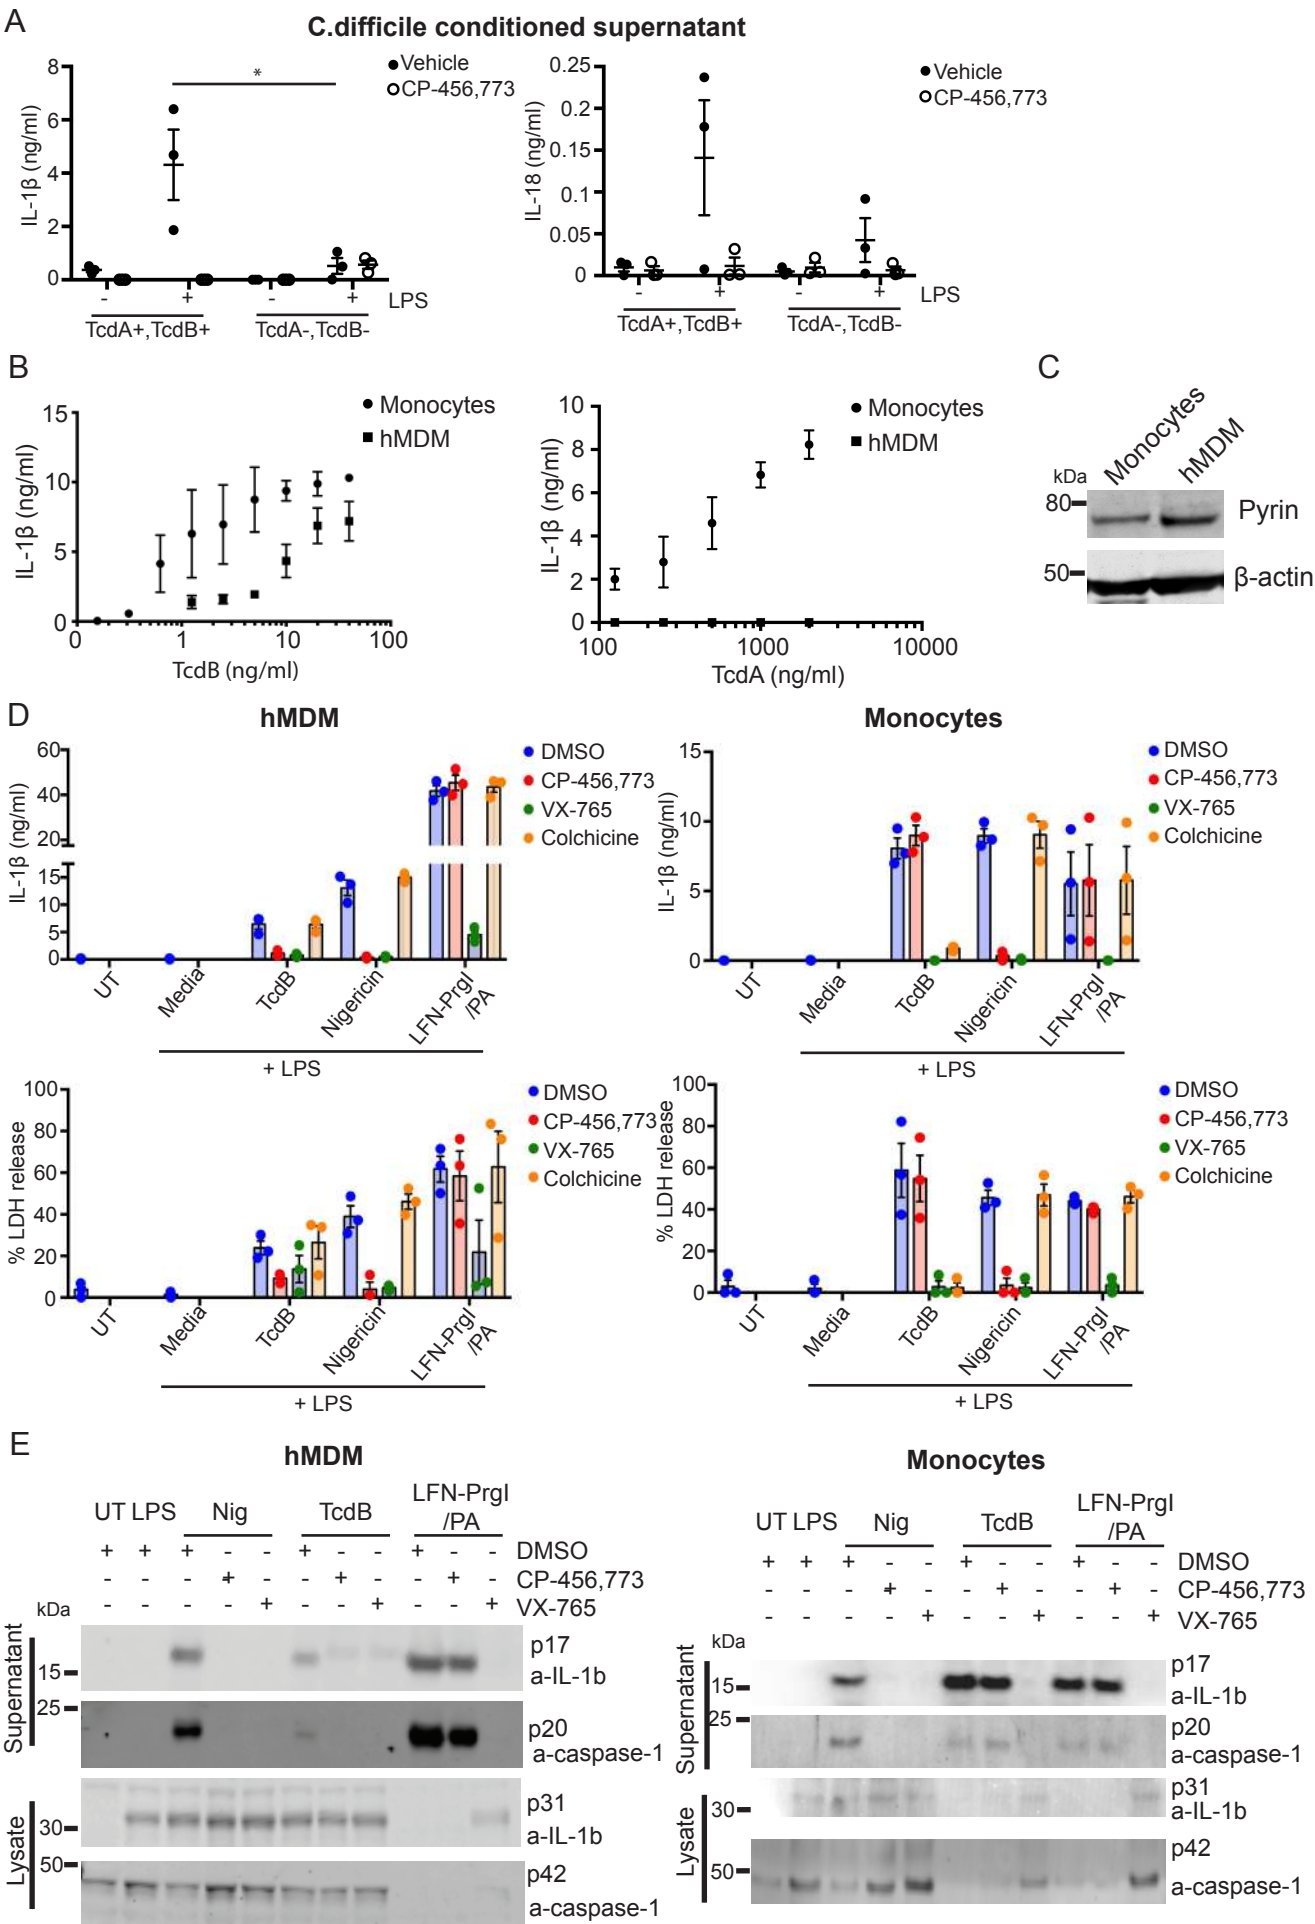 A
C.difficile conditioned supernatant
IL-1β (ng/ml)
8
6
4
2
0
Vehicle
CP-456,773
*
- + - + LPS
TcdA+,TcdB+ TcdA-,TcdB-
IL-18 (ng/ml)
0.25
0.2
0.15
0.1
0.05
0
Vehicle
CP-456,773
- + - + LPS
TcdA+,TcdB+ TcdA-,TcdB-
B
IL-1β (ng/ml)
15
10
5
0
Monocytes
hMDM
0 1 10 100
TcdB (ng/ml)
IL-1β (ng/ml)
10
8
6
4
2
0
Monocytes
hMDM
100 1000 10000
TcdA (ng/ml)
C
Monocytes hMDM
kDa
80 Pyrin
50 β-actin
D
hMDM
IL-1β (ng/ml)
60
40
20
15
10
5
0
DMSO
CP-456,773
VX-765
Colchicine
UT Media TcdB Nigericin LFN-PrgI /PA
+ LPS
Monocytes
IL-1β (ng/ml)
15
10
5
0
DMSO
CP-456,773
VX-765
Colchicine
UT Media TcdB Nigericin LFN-PrgI /PA
+ LPS
% LDH release
100
80
60
40
20
0
DMSO
CP-456,773
VX-765
Colchicine
UT Media TcdB Nigericin LFN-PrgI /PA
+ LPS
% LDH release
100
80
60
40
20
0
DMSO
CP-456,773
VX-765
Colchicine
UT Media TcdB Nigericin LFN-PrgI /PA
+ LPS
E
hMDM
UT LPS Nig TcdB LFN-PrgI
/PA
+ + + - - + - - + - - DMSO
- - - + - - + - - + - CP-456,773
- - - - + - - + - - + VX-765
kDa
Supernatant
15 p17
a-IL-1b
25
p20
a-caspase-1
Lysate
p31
30 a-IL-1b
50
p42
a-caspase-1
Monocytes
UT LPS Nig TcdB LFN-PrgI
/PA
+ + + - - + - - + - - DMSO
- - - + - - + - - + - CP-456,773
- - - - + - - + - - + VX-765
kDa
Supernatant
p17
15 a-IL-1b
25
p20
a-caspase-1
Lysate
p31
30 a-IL-1b
p42
50
a-caspase-1